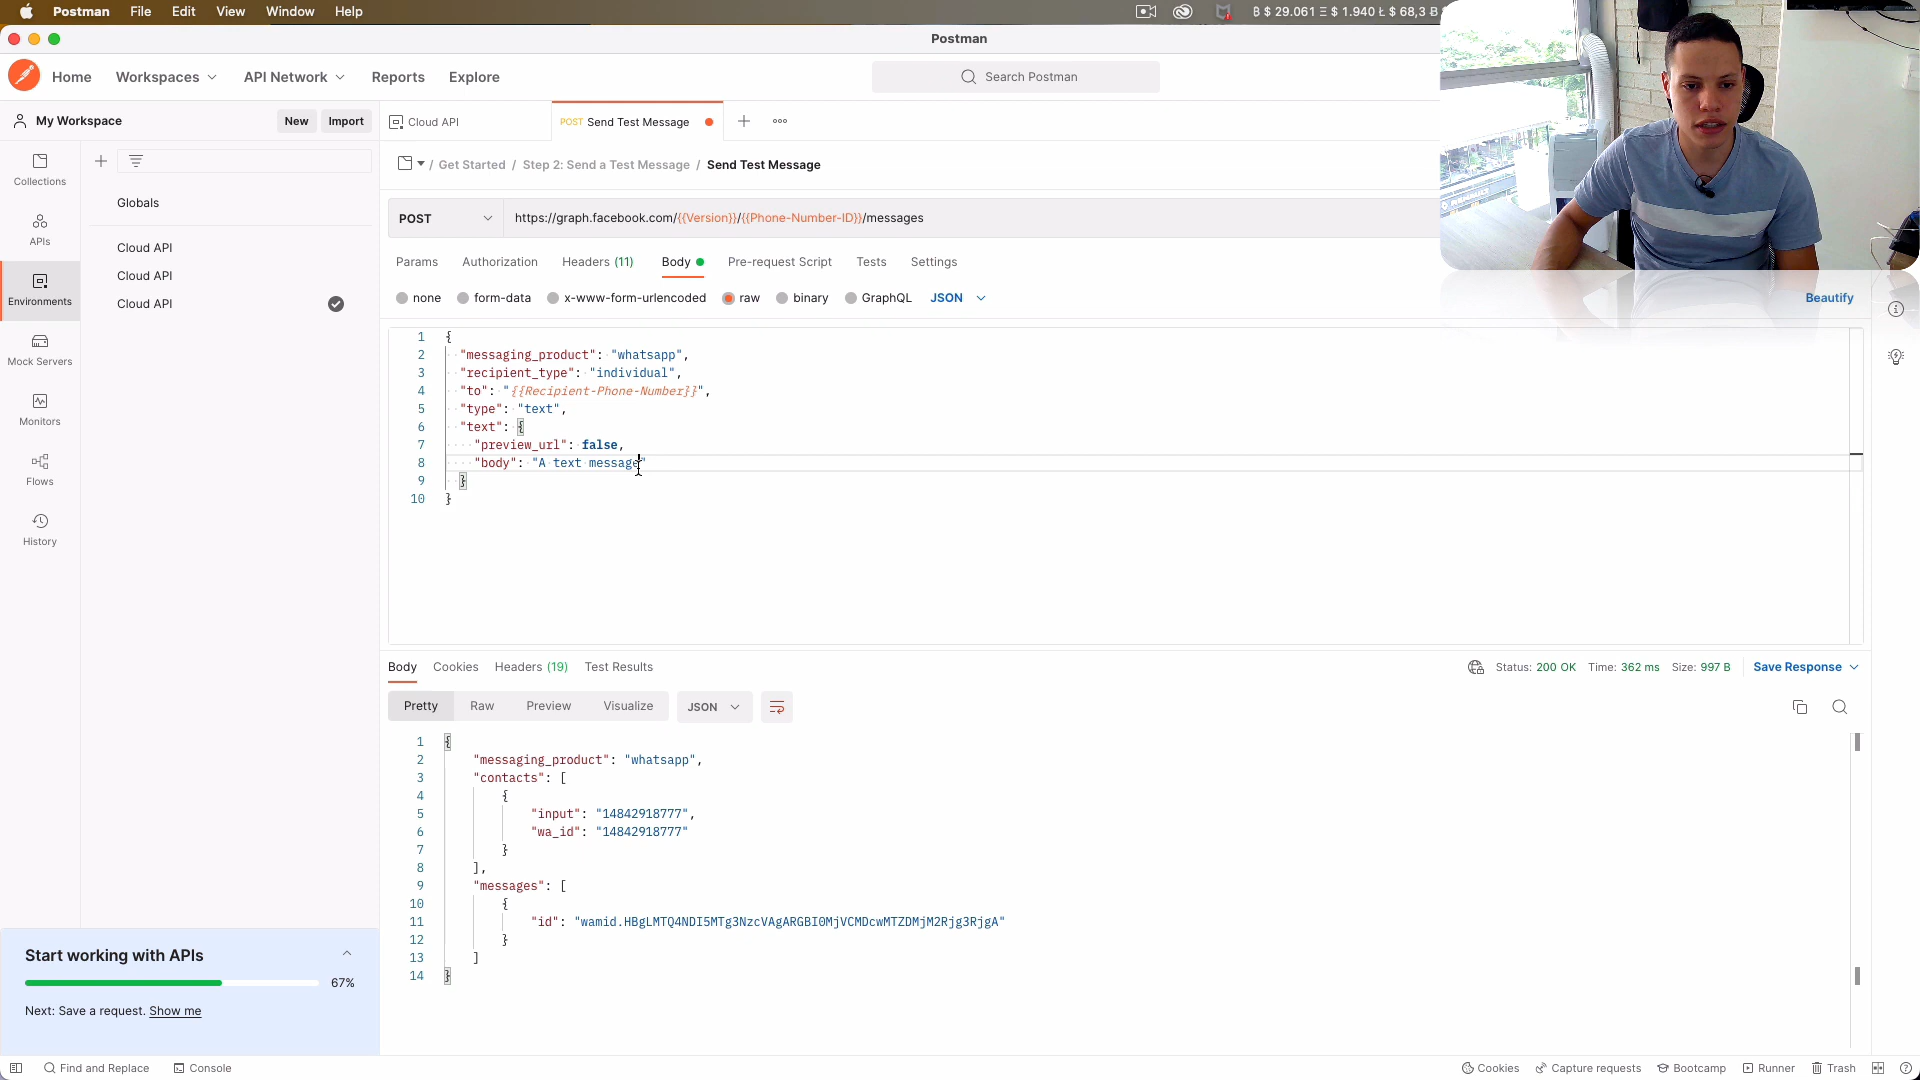 Postman File Edit View Window Help
₿ $ 29.061 Ξ $ 1.940 Ł $ 68,3 Ƀ
Postman
Home Workspaces API Network Reports Explore Search Postman
My Workspace New Import Cloud API POST Send Test Message
/ Get Started / Step 2: Send a Test Message / Send Test Message
Collections
APIs
Environments
Mock Servers
Monitors
Flows
History
Globals
Cloud API
Cloud API
Cloud API
POST https://graph.facebook.com/{{Version}}/{{Phone-Number-ID}}/messages
Params Authorization Headers (11) Body Pre-request Script Tests Settings
none form-data x-www-form-urlencoded raw binary GraphQL JSON Beautify
1 {
2 "messaging_product": "whatsapp",
3 "recipient_type": "individual",
4 "to": "{{Recipient-Phone-Number}}",
5 "type": "text",
6 "text": {
7 "preview_url": false,
8 "body": "A text message"
9 }
10 }
Body Cookies Headers (19) Test Results Status: 200 OK Time: 362 ms Size: 997 B Save Response
Pretty Raw Preview Visualize JSON
1 {
2 "messaging_product": "whatsapp",
3 "contacts": [
4 {
5 "input": "14842918777",
6 "wa_id": "14842918777"
7 }
8 ],
9 "messages": [
10 {
11 "id": "wamid.HBgLMTQ4NDI5MTg3NzcVAgARGBI0MjVCMDcwMTZDMjM2Rjg3RjgA"
12 }
13 ]
14 }
Start working with APIs
67%
Next: Save a request. Show me
Find and Replace Console Cookies Capture requests Bootcamp Runner Trash